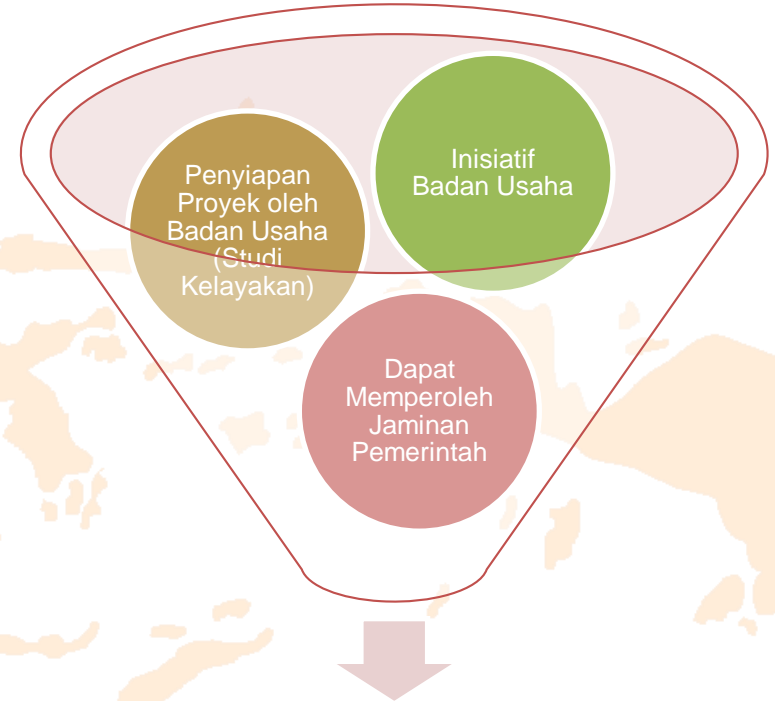 Penyiapan
Proyek oleh
Badan Usaha
(Studi
Kelayakan)
Inisiatif
Badan Usaha
Dapat
Memperoleh
Jaminan
Pemerintah